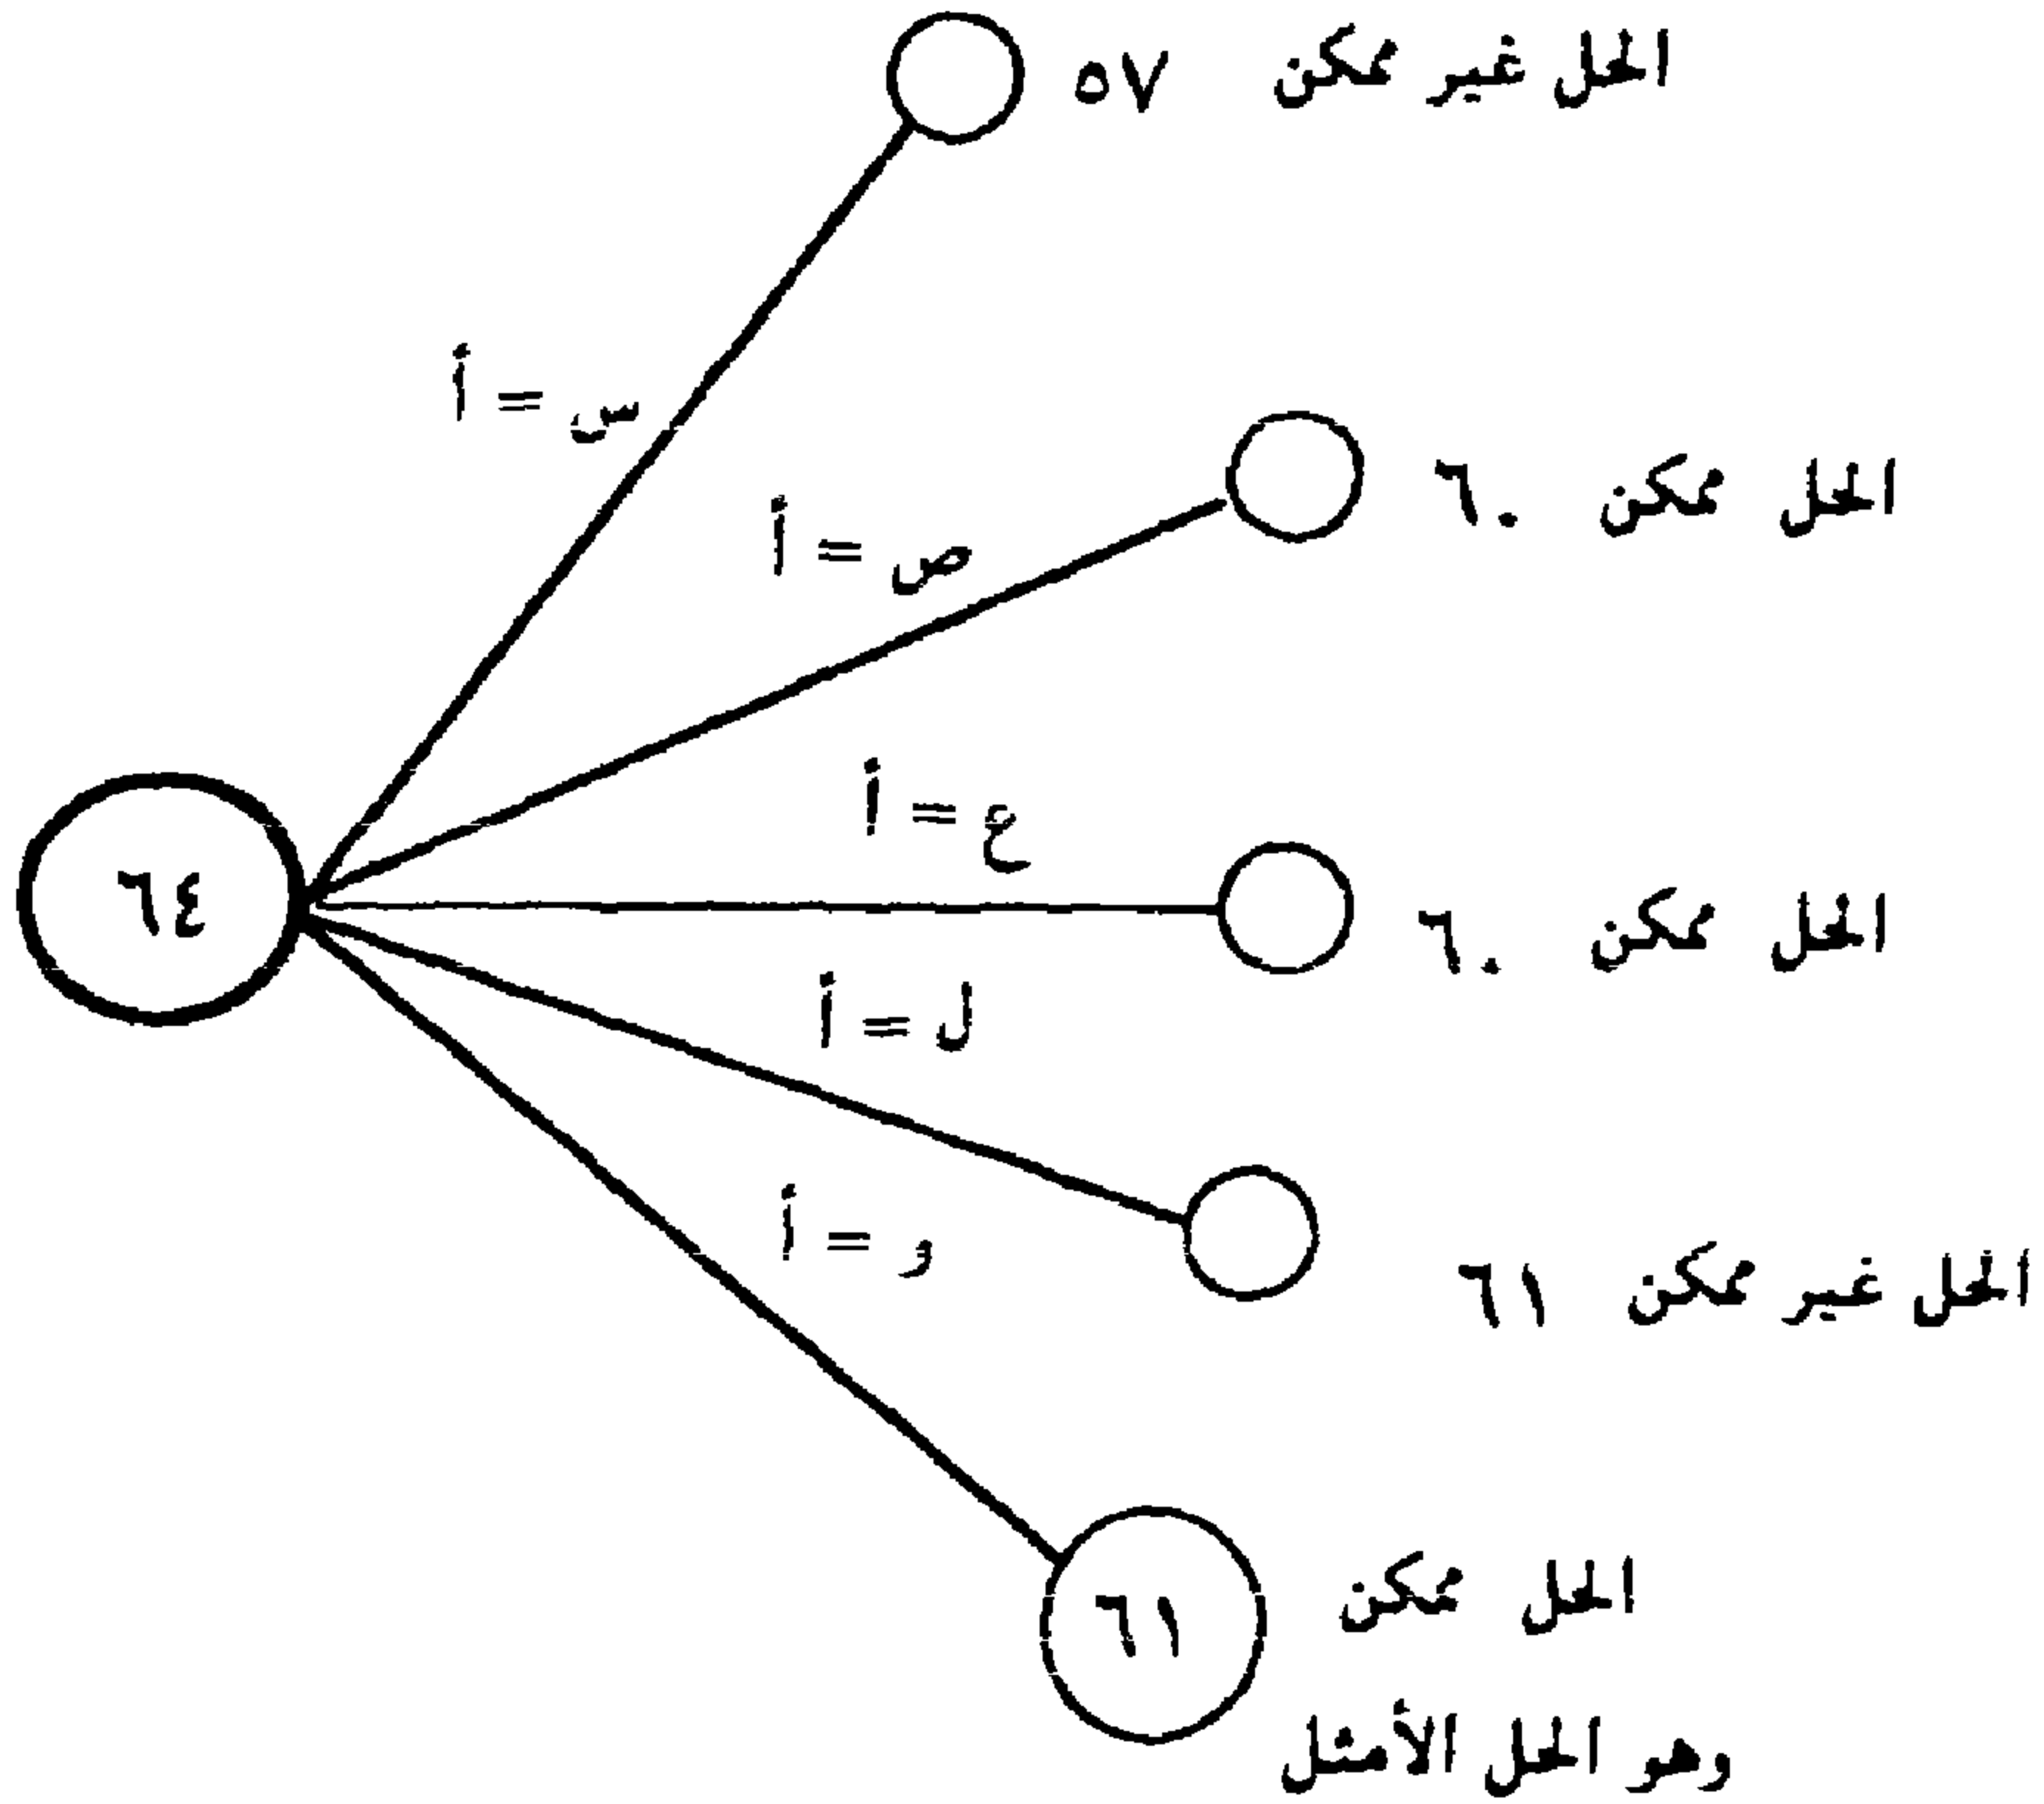 الحل غير ممكن ٥٧
أ = س
الحل ممكن ٦٠
أ = ص
أ = ع
٦٤
الحل ممكن ٦٠
أ = ل
أ = و
الحل غير ممكن ٦١
٦١ الحل ممكن
وهو الحل الأمثل